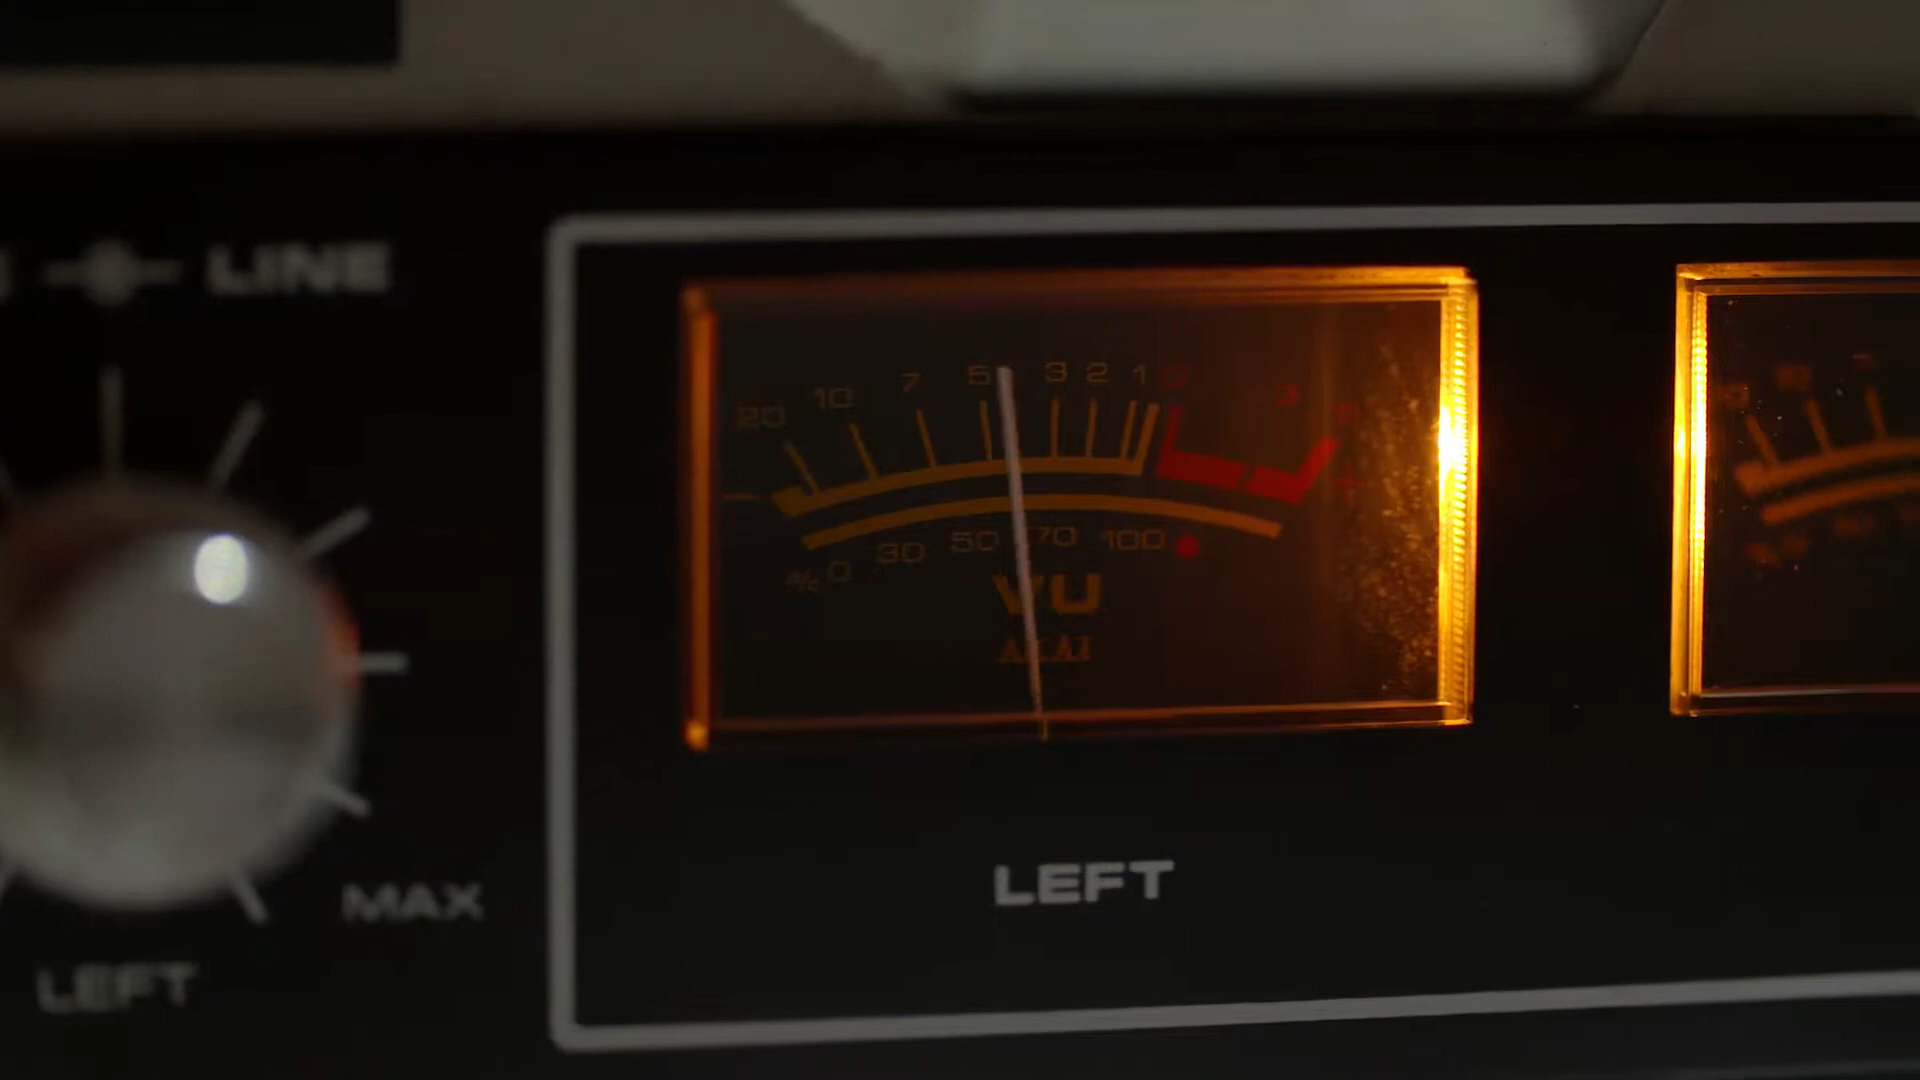 LINE
20 10 7 5 3 2 1 0 3
% 0 30 50 70 100
VU
AKAI
LEFT
MAX
LEFT